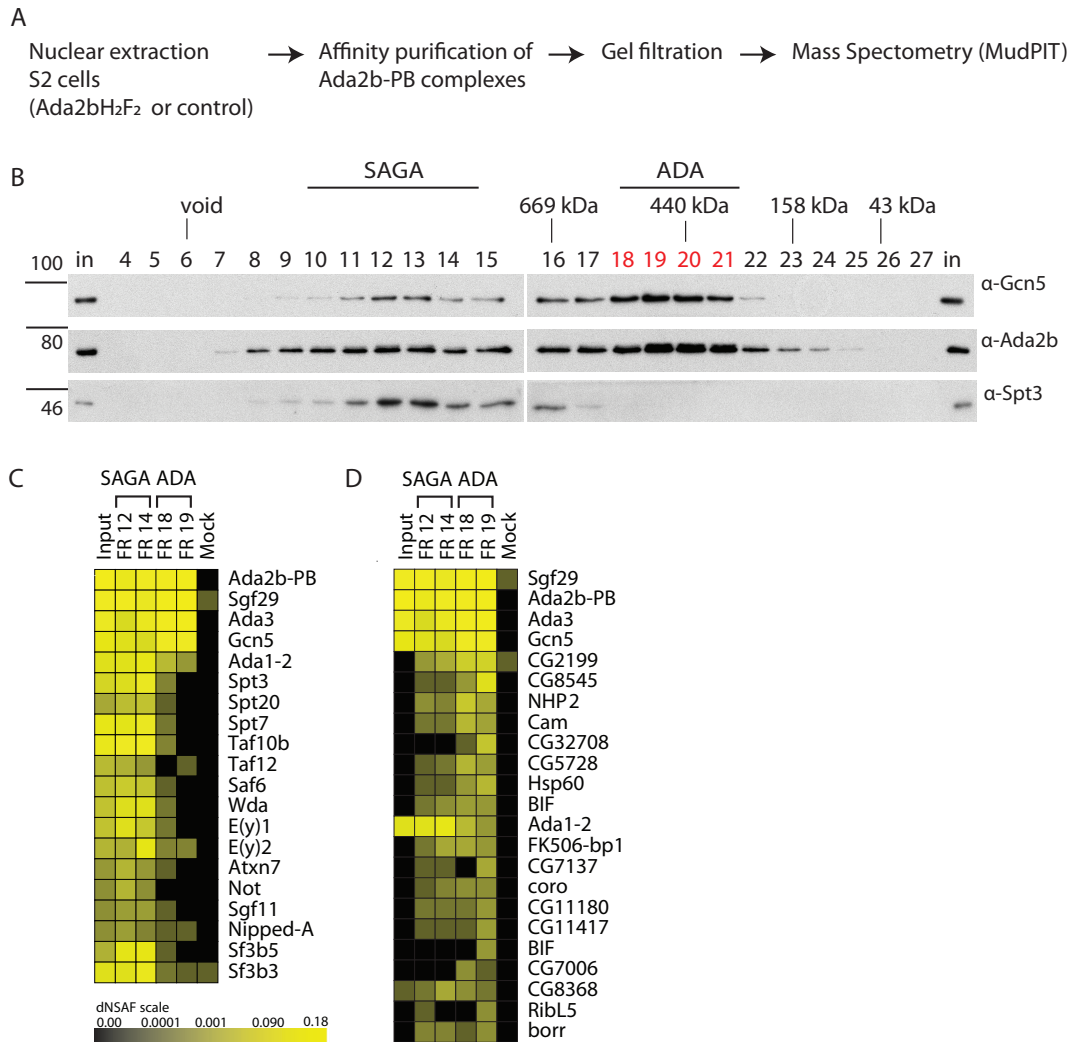 A
Nuclear extraction
S2 cells
(Ada2bH2F2 or control)
Affinity purification of
Ada2b-PB complexes
Gel filtration
Mass Spectometry (MudPIT)
B
SAGA
ADA
void
669 kDa
440 kDa
158 kDa
43 kDa
in 4 5 6 7 8 9 10 11 12 13 14 15 16 17 18 19 20 21 22 23 24 25 26 27 in
100
α-Gcn5
80
α-Ada2b
46
α-Spt3
C
SAGA ADA
Input
FR 12
FR 14
FR 18
FR 19
Mock
Ada2b-PB
Sgf29
Ada3
Gcn5
Ada1-2
Spt3
Spt20
Spt7
Taf10b
Taf12
Saf6
Wda
E(y)1
E(y)2
Atxn7
Not
Sgf11
Nipped-A
Sf3b5
Sf3b3
dNSAF scale
0.00 0.0001 0.001 0.090 0.18
D
SAGA ADA
Input
FR 12
FR 14
FR 18
FR 19
Mock
Sgf29
Ada2b-PB
Ada3
Gcn5
CG2199
CG8545
NHP2
Cam
CG32708
CG5728
Hsp60
BIF
Ada1-2
FK506-bp1
CG7137
coro
CG11180
CG11417
BIF
CG7006
CG8368
RibL5
borr